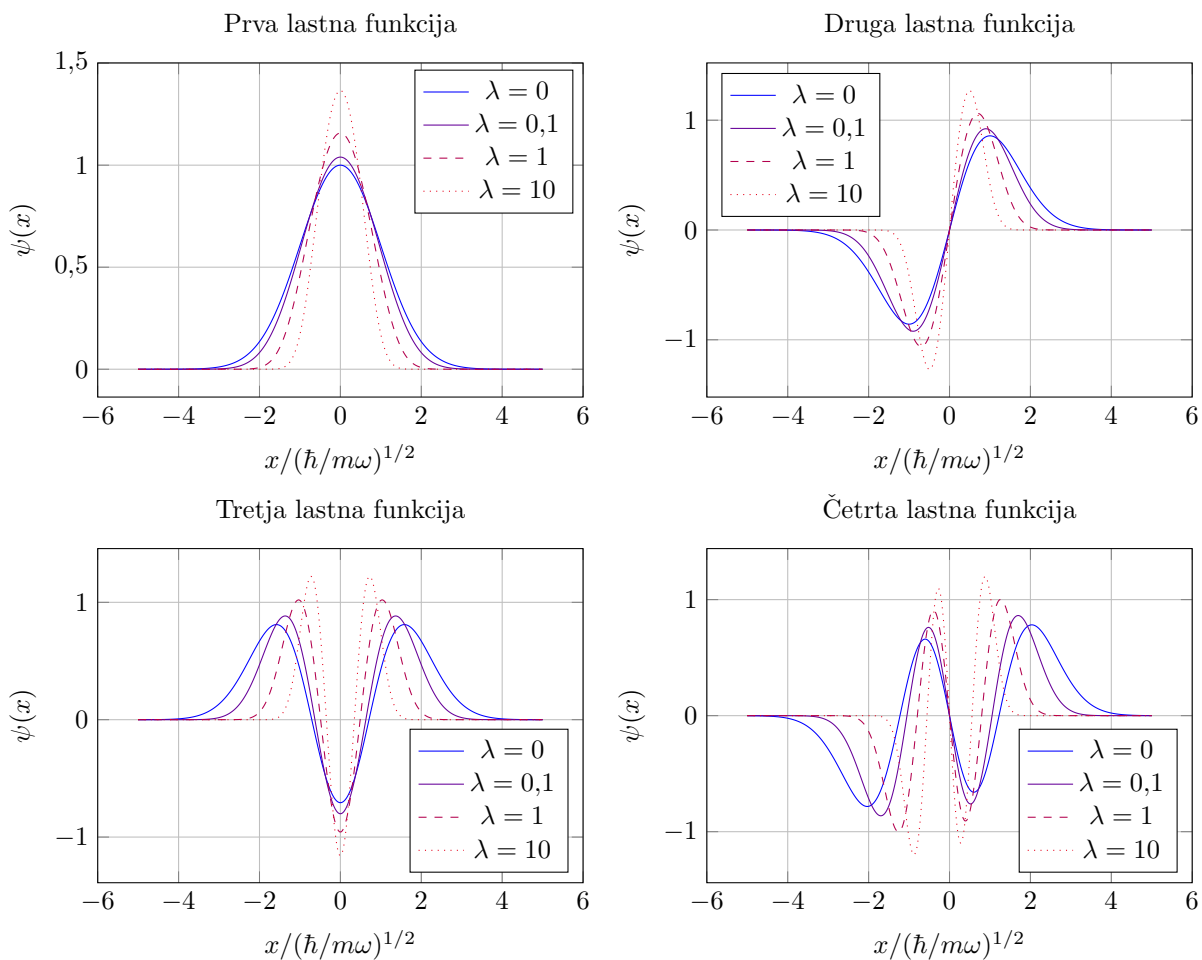 Prva lastna funkcija
1,5
1
0,5
0
ψ(x)
λ = 0
λ = 0,1
λ = 1
λ = 10
−6 −4 −2 0 2 4 6
x/(ħ/mω)^{1/2}
Druga lastna funkcija
1
0
−1
ψ(x)
λ = 0
λ = 0,1
λ = 1
λ = 10
−6 −4 −2 0 2 4 6
x/(ħ/mω)^{1/2}
Tretja lastna funkcija
1
0
−1
ψ(x)
λ = 0
λ = 0,1
λ = 1
λ = 10
−6 −4 −2 0 2 4 6
x/(ħ/mω)^{1/2}
Četrta lastna funkcija
1
0
−1
ψ(x)
λ = 0
λ = 0,1
λ = 1
λ = 10
−6 −4 −2 0 2 4 6
x/(ħ/mω)^{1/2}